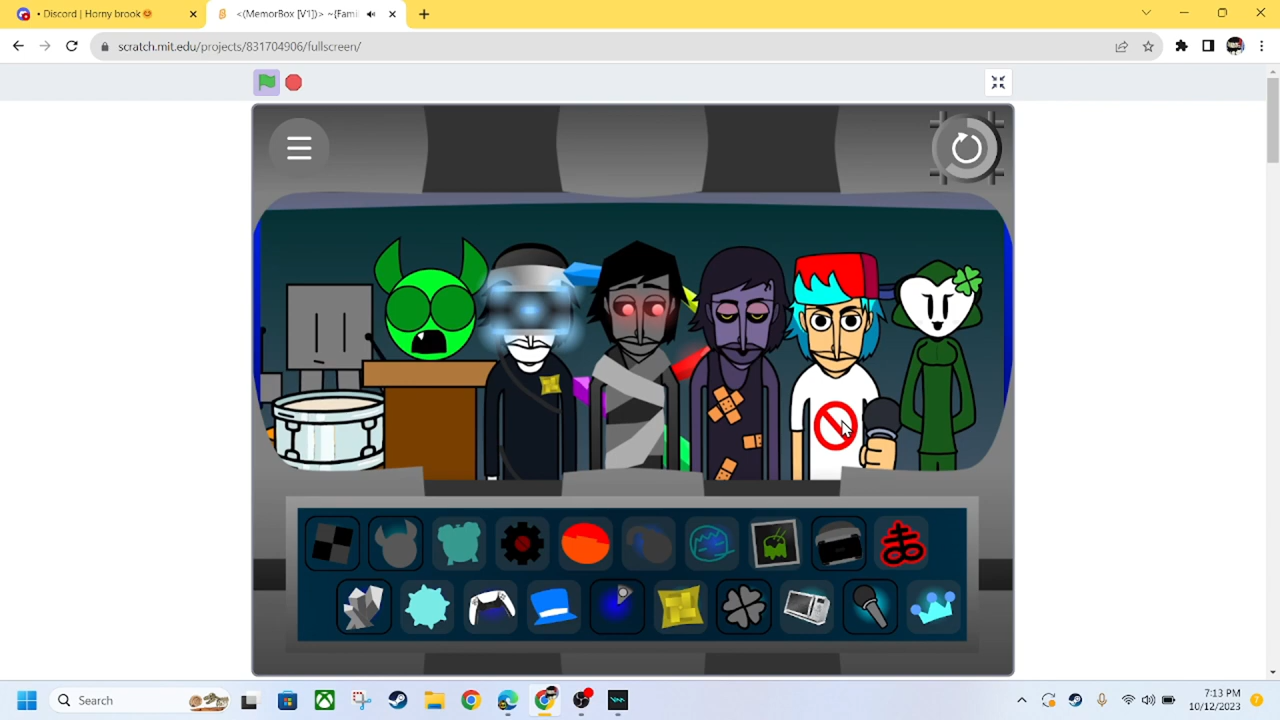 Discord | Horny brook
<(MemorBox [V1])> ~{Fami
scratch.mit.edu/projects/831704906/fullscreen/
Search
7:13 PM
10/12/2023
7